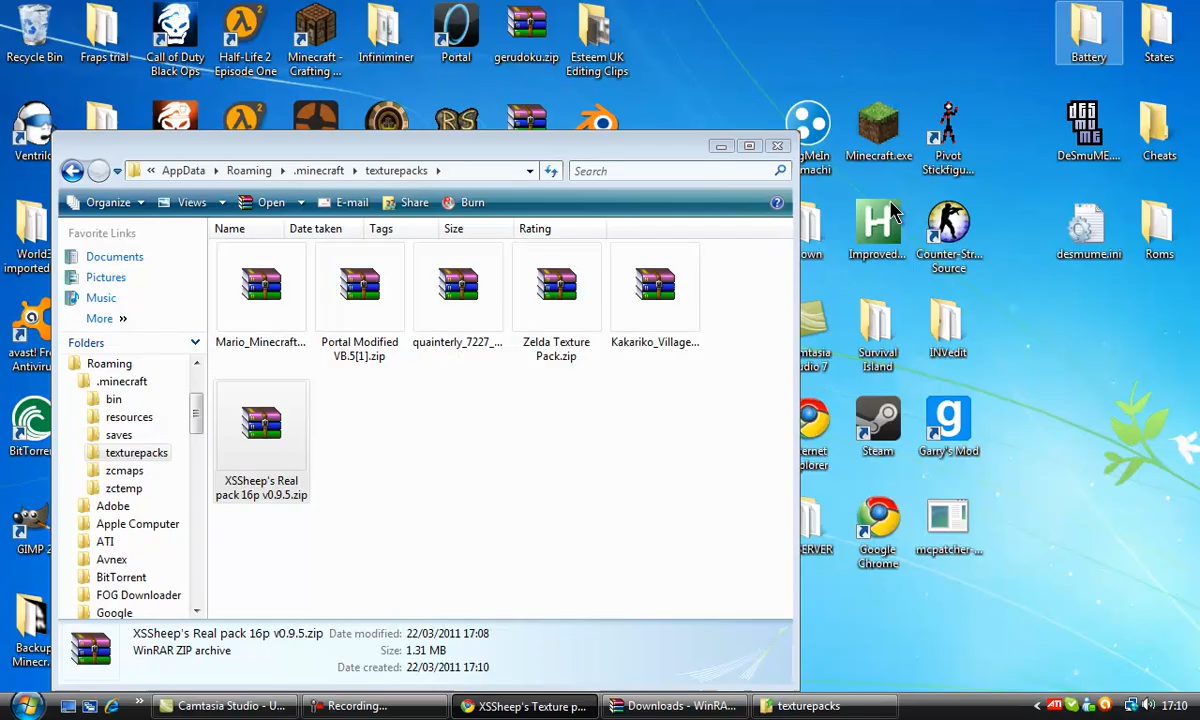 Recycle Bin
Fraps trial
Call of Duty
Black Ops
Half-Life 2
Episode One
Minecraft -
Crafting ...
Infiniminer
Portal
gerudoku.zip
Esteem UK
Editing Clips
Battery
States
Ventrilo
Minecraft.exe
Pivot
Stickfigu...
DeSmuME....
Cheats
AppData
Roaming
.minecraft
texturepacks
Search
Organize
Views
Open
E-mail
Share
Burn
Name
Date taken
Tags
Size
Rating
Favorite Links
Documents
Pictures
Music
More »
Folders
Roaming
.minecraft
bin
resources
saves
texturepacks
zcmaps
zctemp
Adobe
Apple Computer
ATI
Avnex
BitTorrent
FOG Downloader
Google
Mario_Minecraft...
Portal Modified
VB.5[1].zip
quainterly_7227_...
Zelda Texture
Pack.zip
Kakariko_Village...
XSSheep's Real
pack 16p v0.9.5.zip
World3
imported
Improved...
Counter-Str...
Source
desmume.ini
Roms
avast! Fre
Antivirus
Survival
Island
INVedit
BitTorren
Steam
Garry's Mod
GIMP 2
Google
Chrome
mcpatcher-...
Backup
Minecr...
XSSheep's Real pack 16p v0.9.5.zip
WinRAR ZIP archive
Date modified: 22/03/2011 17:08
Size: 1.31 MB
Date created: 22/03/2011 17:10
Camtasia Studio - U...
Recording...
XSSheep's Texture p...
Downloads - WinRA...
texturepacks
17:10